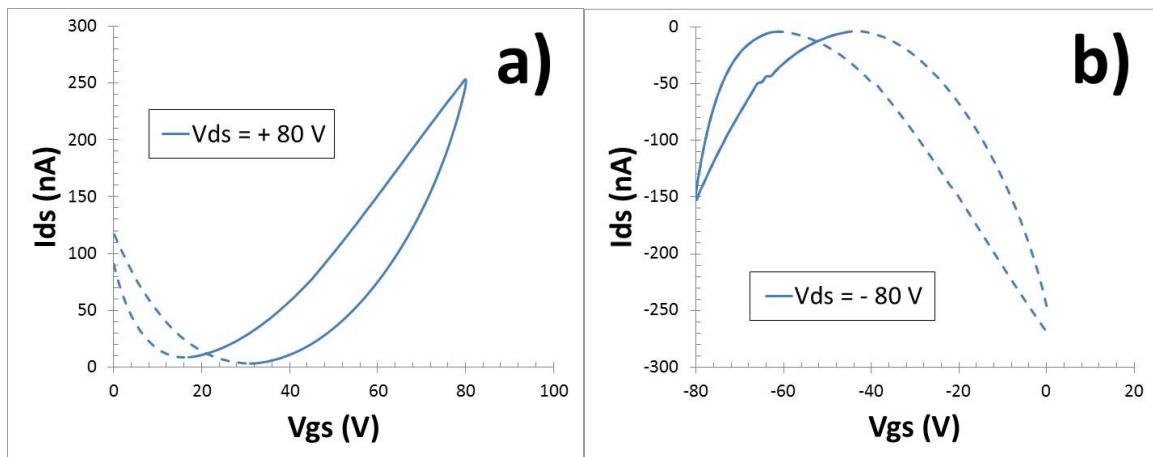 a)
Ids (nA)
300
250
200
150
100
50
0
Vds = + 80 V
0 20 40 60 80 100
Vgs (V)
b)
Ids (nA)
0
-50
-100
-150
-200
-250
-300
Vds = - 80 V
-80 -60 -40 -20 0 20
Vgs (V)